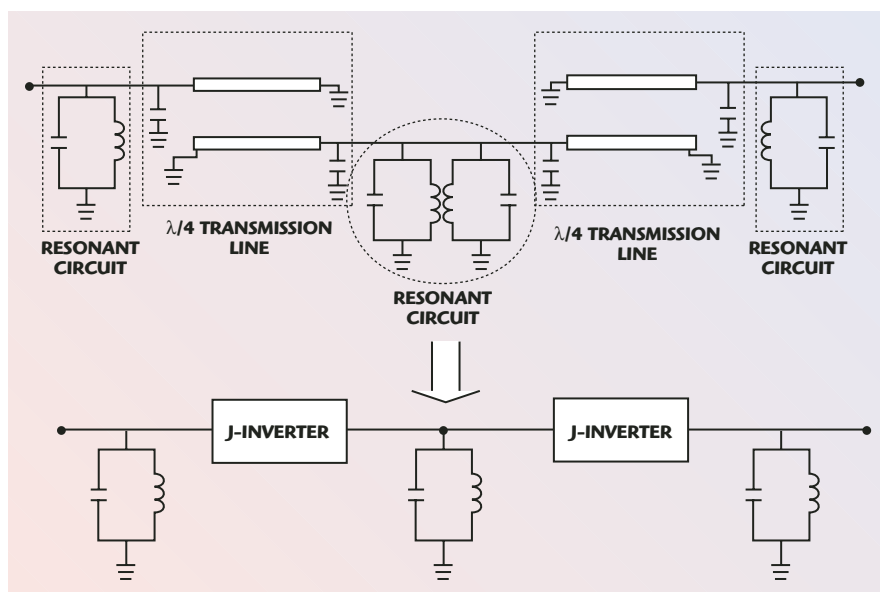 λ/4 TRANSMISSION
LINE
λ/4 TRANSMISSION
LINE
RESONANT
CIRCUIT
RESONANT
CIRCUIT
RESONANT
CIRCUIT
J-INVERTER
J-INVERTER